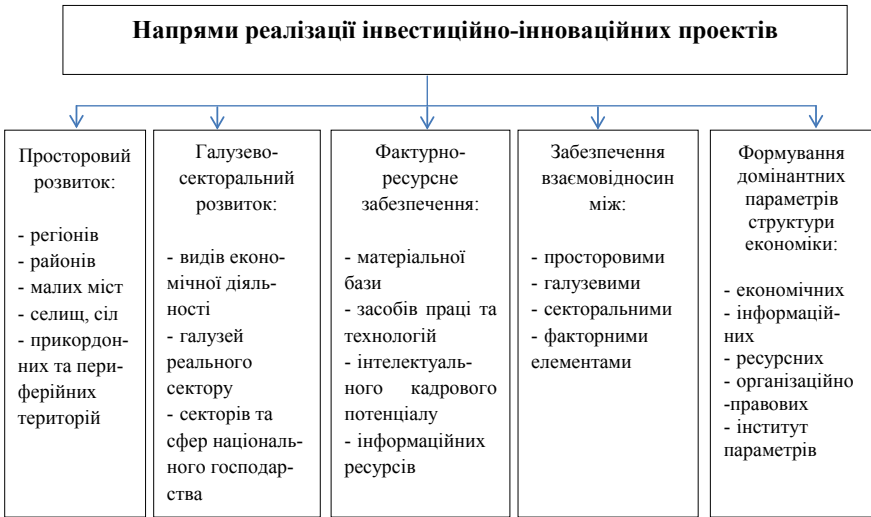 Напрями реалізації інвестиційно-інноваційних проектів
Просторовий
розвиток:
- регіонів
- районів
- малих міст
- селищ, сіл
- прикордон-
них та пери-
ферійних
територій
Галузево-
секторальний
розвиток:
- видів еконо-
мічної діяль-
ності
- галузей
реального
сектору
- секторів та
сфер національ-
ного господар-
ства
Фактурно-
ресурсне
забезпечення:
- матеріальної
бази
- засобів праці та
технологій
- інтелектуаль-
ного кадрового
потенціалу
- інформаційних
ресурсів
Забезпечення
взаємовідносин
між:
- просторовими
- галузевими
- секторальними
- факторними
елементами
Формування
домінантних
параметрів
структури
економіки:
- економічних
- інформацій-
них
- ресурсних
- організаційно
-правових
- інститут
параметрів